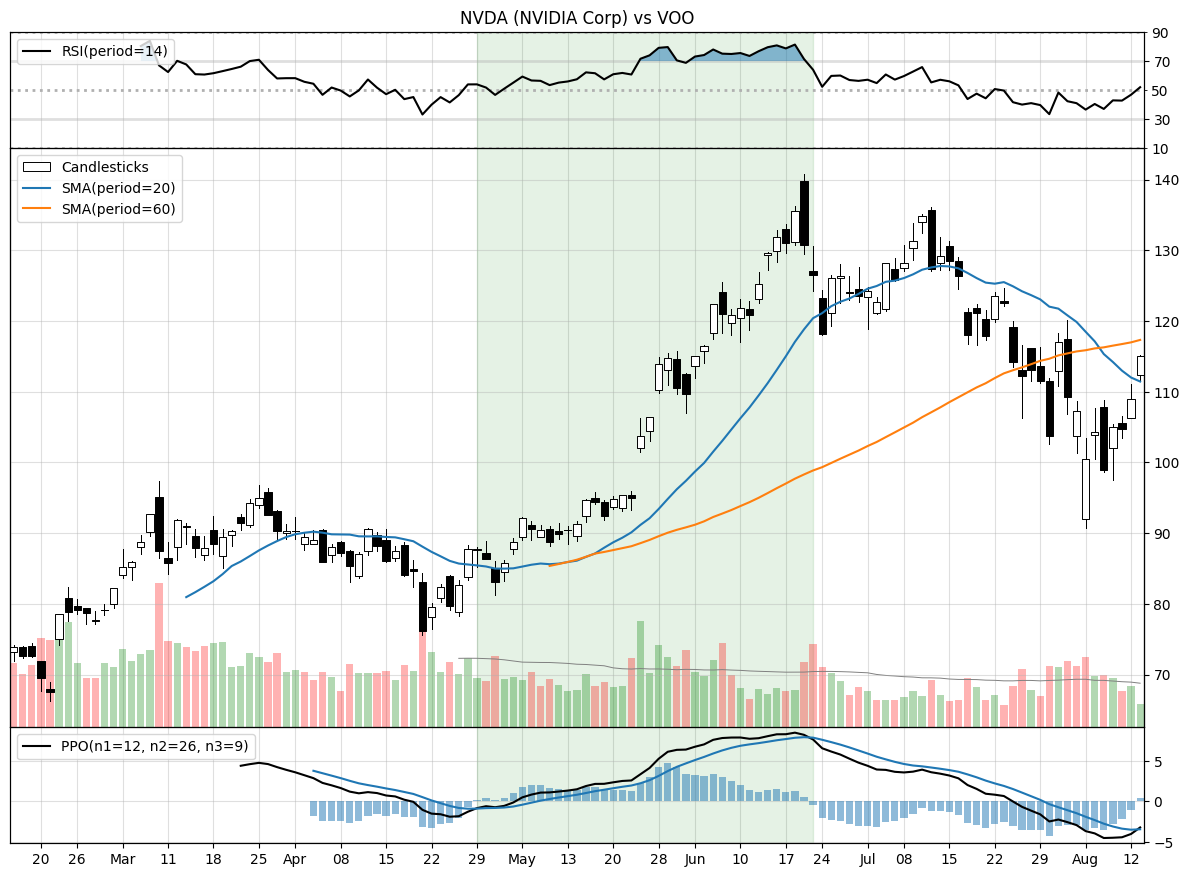 NVDA (NVIDIA Corp) vs VOO
RSI(period=14)
90
70
50
30
10
Candlesticks
SMA(period=20)
SMA(period=60)
140
130
120
110
100
90
80
70
PPO(n1=12, n2=26, n3=9)
5
0
−5
20 26 Mar 11 18 25 Apr 08 15 22 29 May 13 20 28 Jun 10 17 24 Jul 08 15 22 29 Aug 12